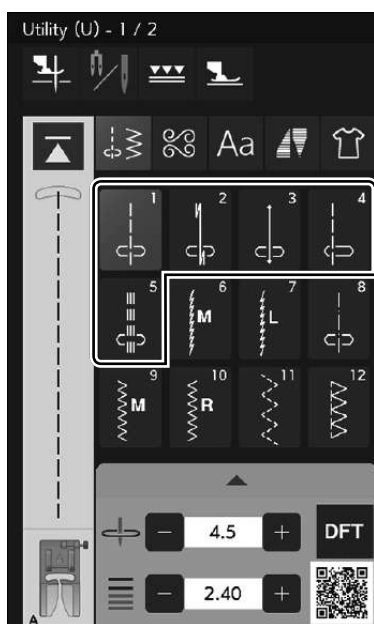 Utility (U) - 1 / 2
Aa
1 2 3 4
5 6 7 8
M L
9 10 11 12
M R
4.5 DFT
2.40
A